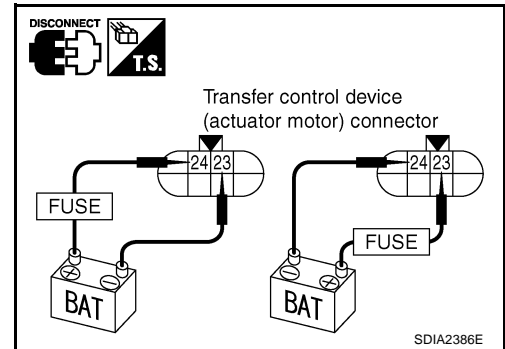 DISCONNECT
T.S.
Transfer control device
(actuator motor) connector
24 23
24 23
FUSE
FUSE
+ −
+ −
BAT
BAT
SDIA2386E